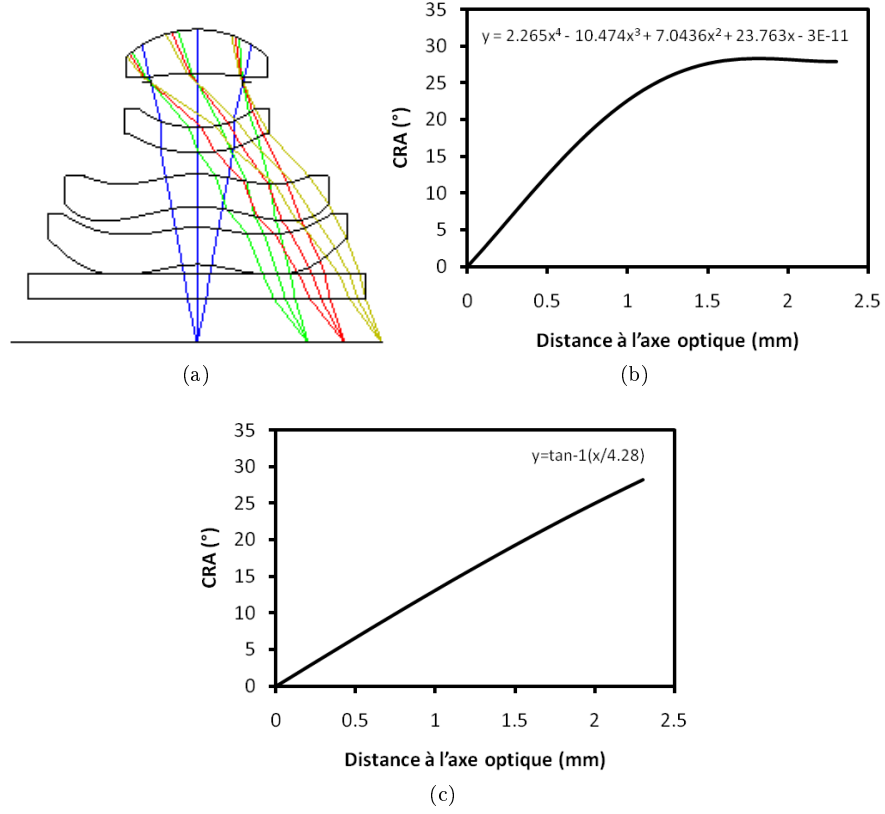 35
30
25
20
15
10
5
0
CRA (°)
y = 2.265x⁴ - 10.474x³ + 7.0436x² + 23.763x - 3E-11
0 0.5 1 1.5 2 2.5
Distance à l’axe optique (mm)
(a)
(b)
35
30
25
20
15
10
5
0
CRA (°)
y=tan-1(x/4.28)
0 0.5 1 1.5 2 2.5
Distance à l’axe optique (mm)
(c)